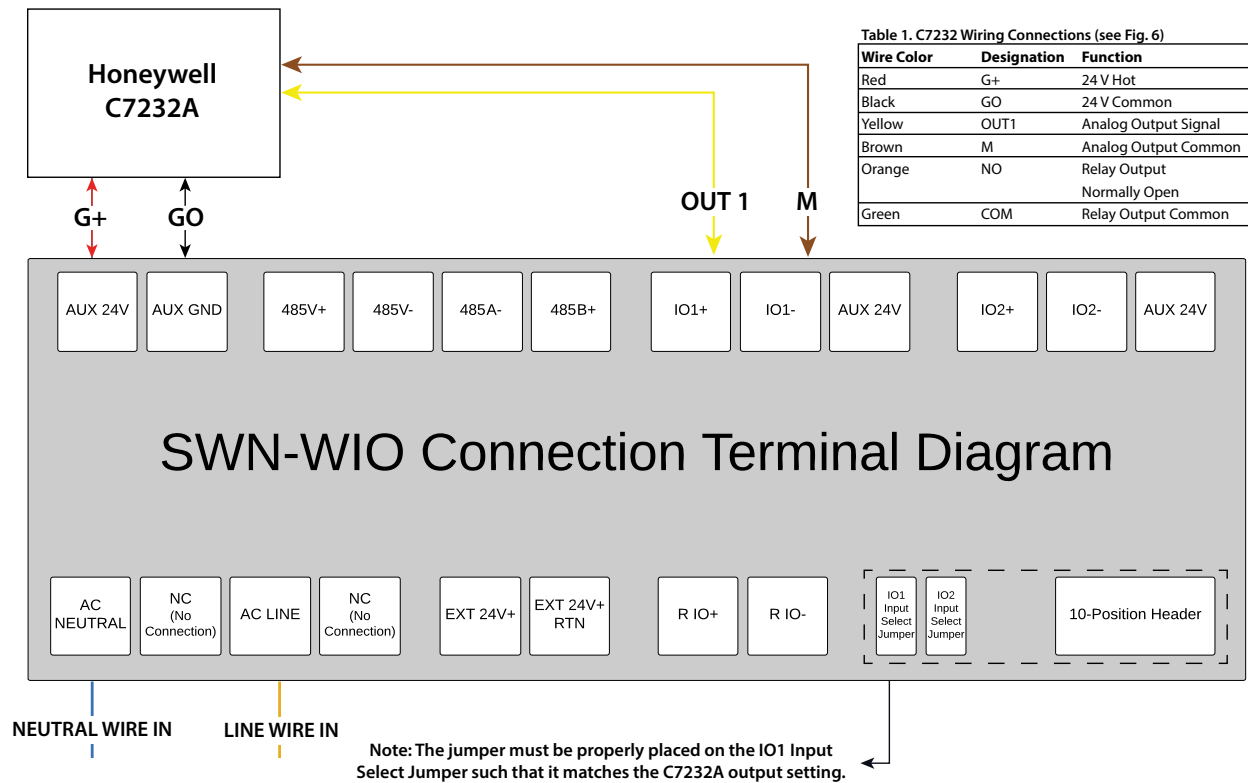 Honeywell
C7232A
Table 1. C7232 Wiring Connections (see Fig. 6)
Wire Color Designation Function
Red G+ 24 V Hot
Black GO 24 V Common
Yellow OUT1 Analog Output Signal
Brown M Analog Output Common
Orange NO Relay Output
Normally Open
Green COM Relay Output Common
G+ GO OUT 1 M
AUX 24V AUX GND 485V+ 485V- 485A- 485B+ IO1+ IO1- AUX 24V IO2+ IO2- AUX 24V
SWN-WIO Connection Terminal Diagram
AC
NEUTRAL
NC
(No
Connection)
AC LINE
NC
(No
Connection)
EXT 24V+
EXT 24V+
RTN
R IO+
R IO-
IO1
Input
Select
Jumper
IO2
Input
Select
Jumper
10-Position Header
NEUTRAL WIRE IN LINE WIRE IN
Note: The jumper must be properly placed on the IO1 Input
Select Jumper such that it matches the C7232A output setting.